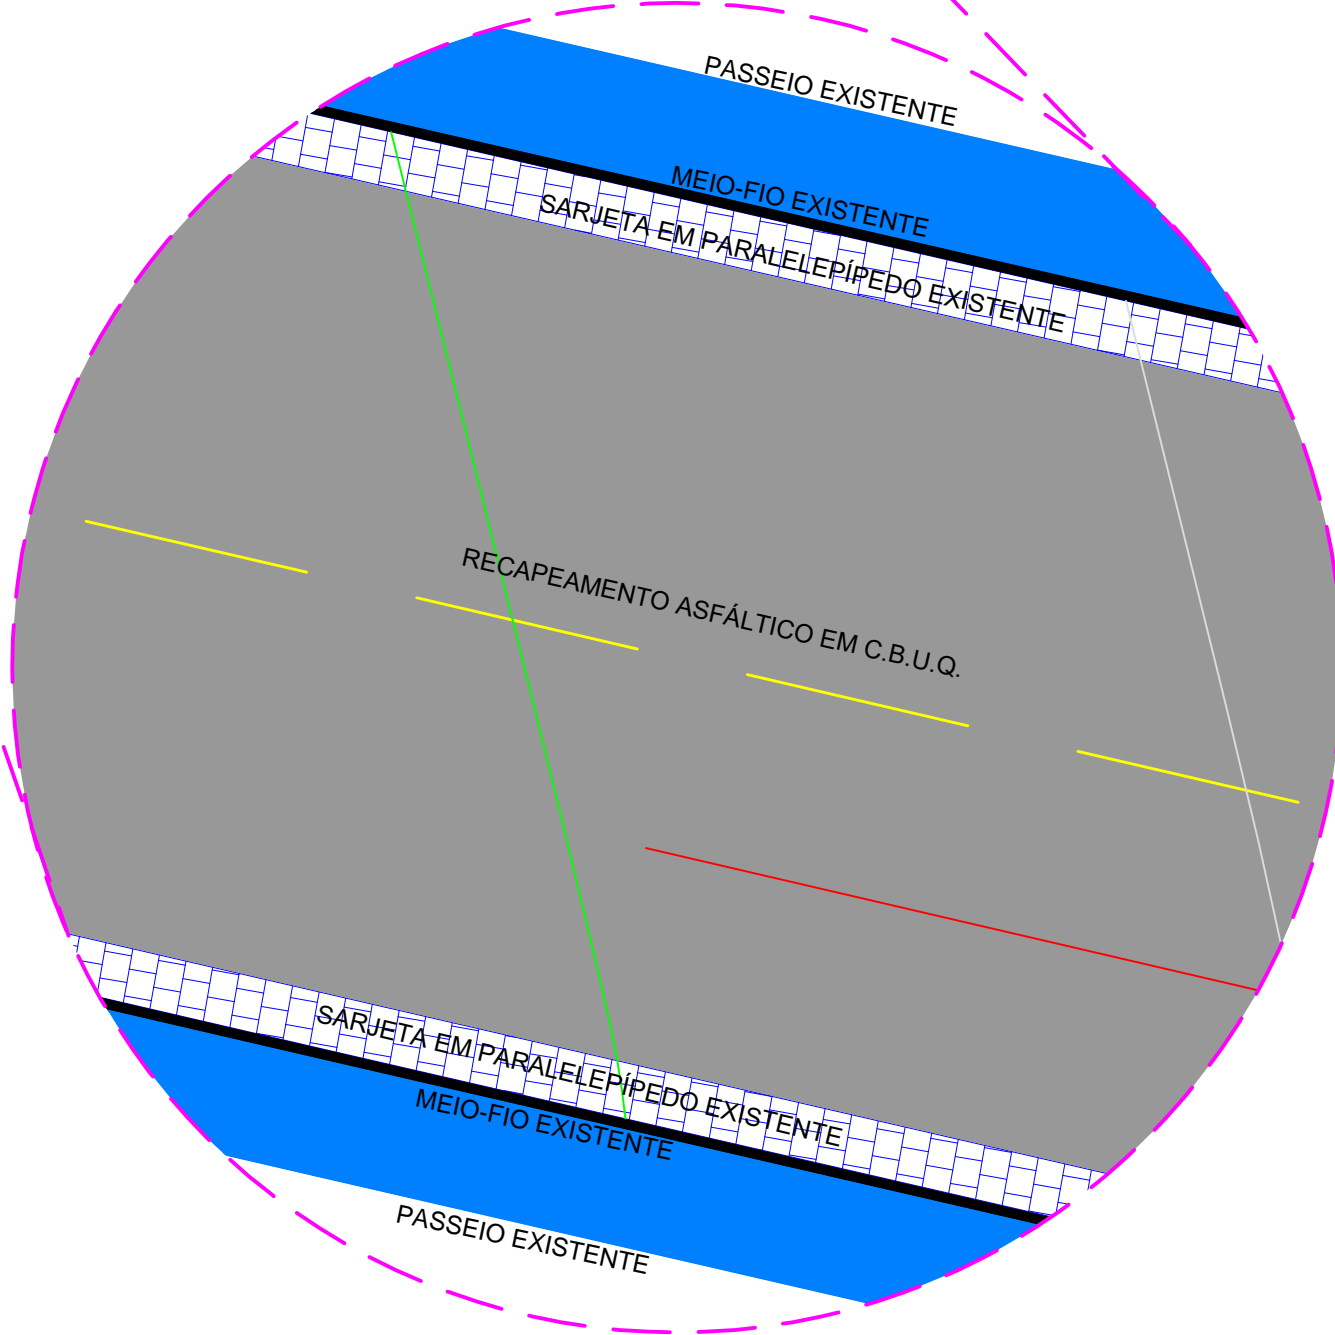 PASSEIO EXISTENTE
MEIO-FIO EXISTENTE
SARJETA EM PARALELEPÍPEDO EXISTENTE
RECAPEAMENTO ASFÁLTICO EM C.B.U.Q.
SARJETA EM PARALELEPÍPEDO EXISTENTE
MEIO-FIO EXISTENTE
PASSEIO EXISTENTE